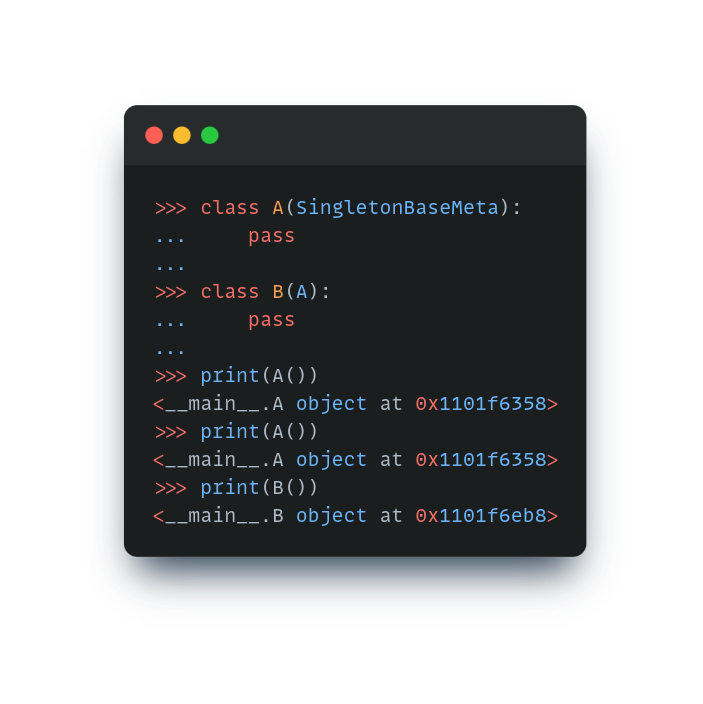 >>> class A(SingletonBaseMeta):
...     pass
...
>>> class B(A):
...     pass
...
>>> print(A())
<__main__.A object at 0x1101f6358>
>>> print(A())
<__main__.A object at 0x1101f6358>
>>> print(B())
<__main__.B object at 0x1101f6eb8>